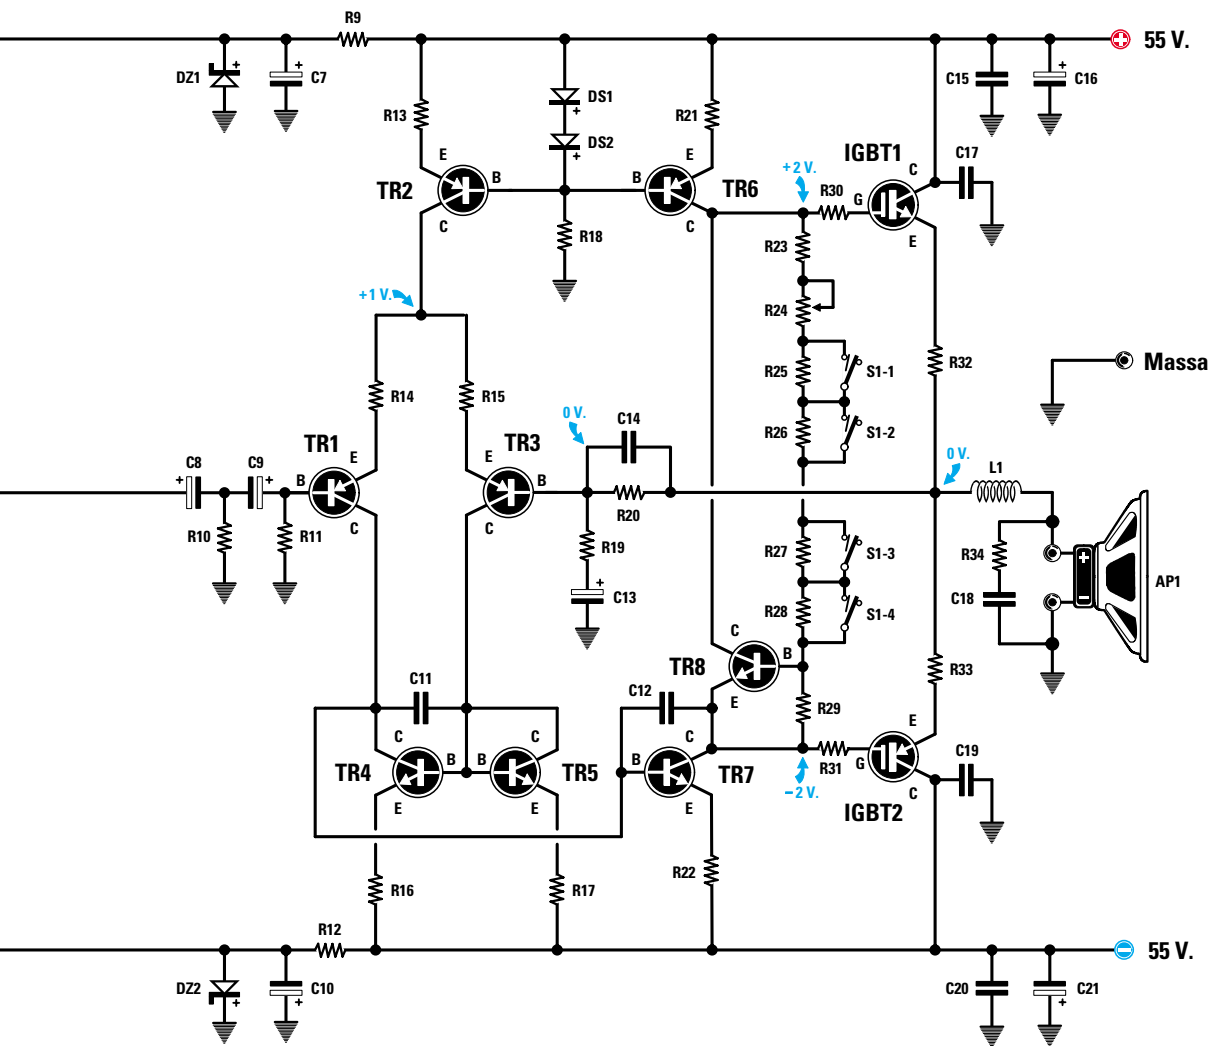 R9
55 V.
DZ1
+
C7
+
R13
DS1
+
DS2
+
R21
C15
C16
+
E
TR2
B
C
R18
E
B
TR6
C
+2 V.
R30
IGBT1
C
G
E
C17
+1 V.
R23
R24
R25
S1-1
R26
S1-2
R32
Massa
R14
R15
C14
0 V.
TR1
TR3
C8
+
C9
+
B
E
C
E
B
C
R10
R11
R20
R19
+
C13
0 V.
L1
R27
S1-3
R28
S1-4
R34
C18
+
−
AP1
C
TR8
B
E
R29
R33
C11
C12
C
TR4
B
E
B
C
TR5
E
B
C
TR7
E
−2 V.
R31
E
G
C
IGBT2
C19
R16
R17
R22
R12
55 V.
DZ2
+
C10
+
C20
C21
+